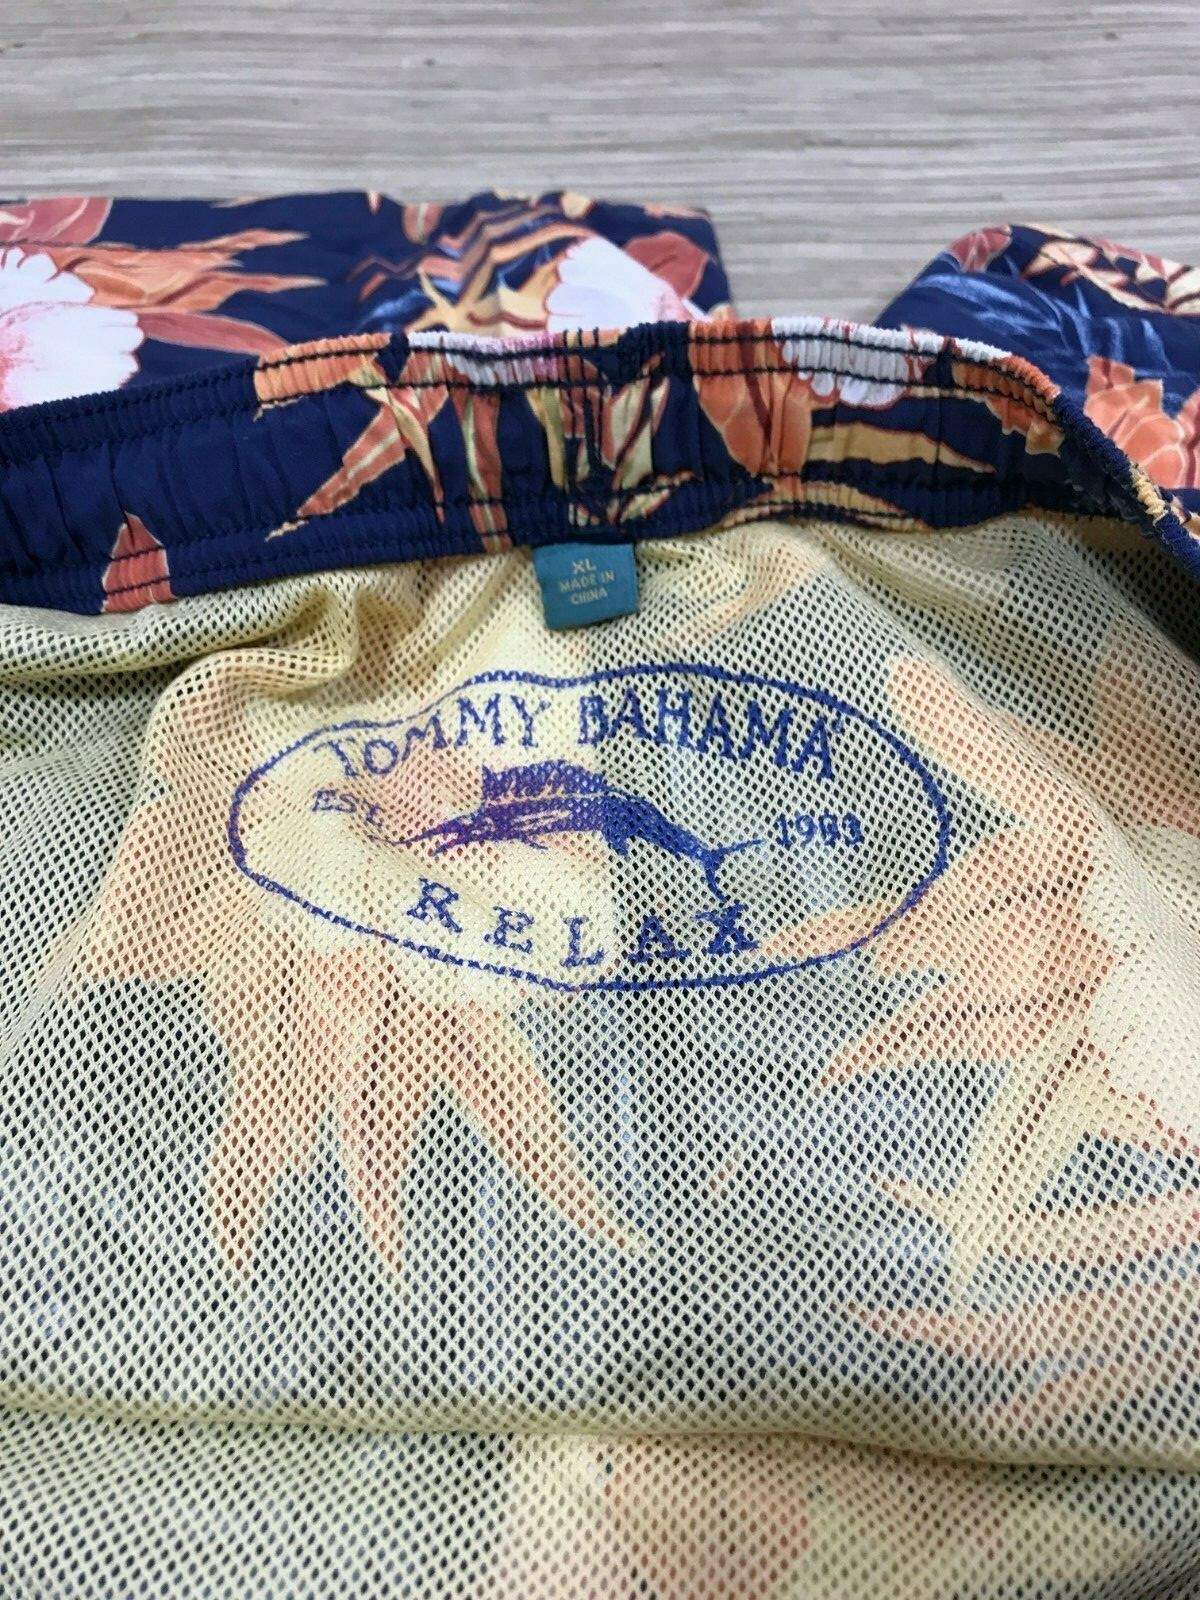 XL
MADE IN
CHINA
TOMMY BAHAMA
EST. 1993
RELAX